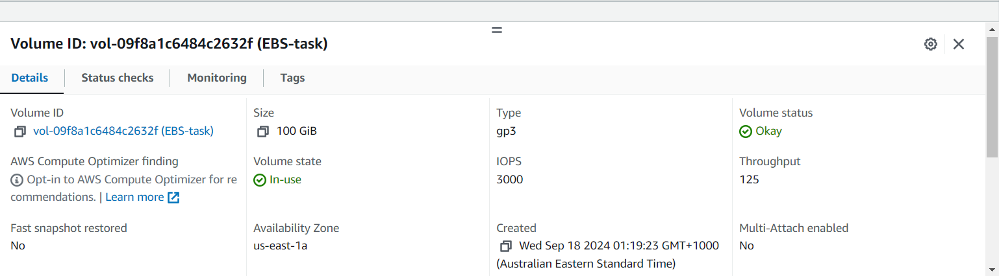 Volume ID: vol-09f8a1c6484c2632f (EBS-task)
Details
Status checks
Monitoring
Tags
Volume ID
vol-09f8a1c6484c2632f (EBS-task)
Size
100 GiB
Type
gp3
Volume status
Okay
AWS Compute Optimizer finding
Opt-in to AWS Compute Optimizer for re
commendations. | Learn more
Volume state
In-use
IOPS
3000
Throughput
125
Fast snapshot restored
No
Availability Zone
us-east-1a
Created
Wed Sep 18 2024 01:19:23 GMT+1000
(Australian Eastern Standard Time)
Multi-Attach enabled
No